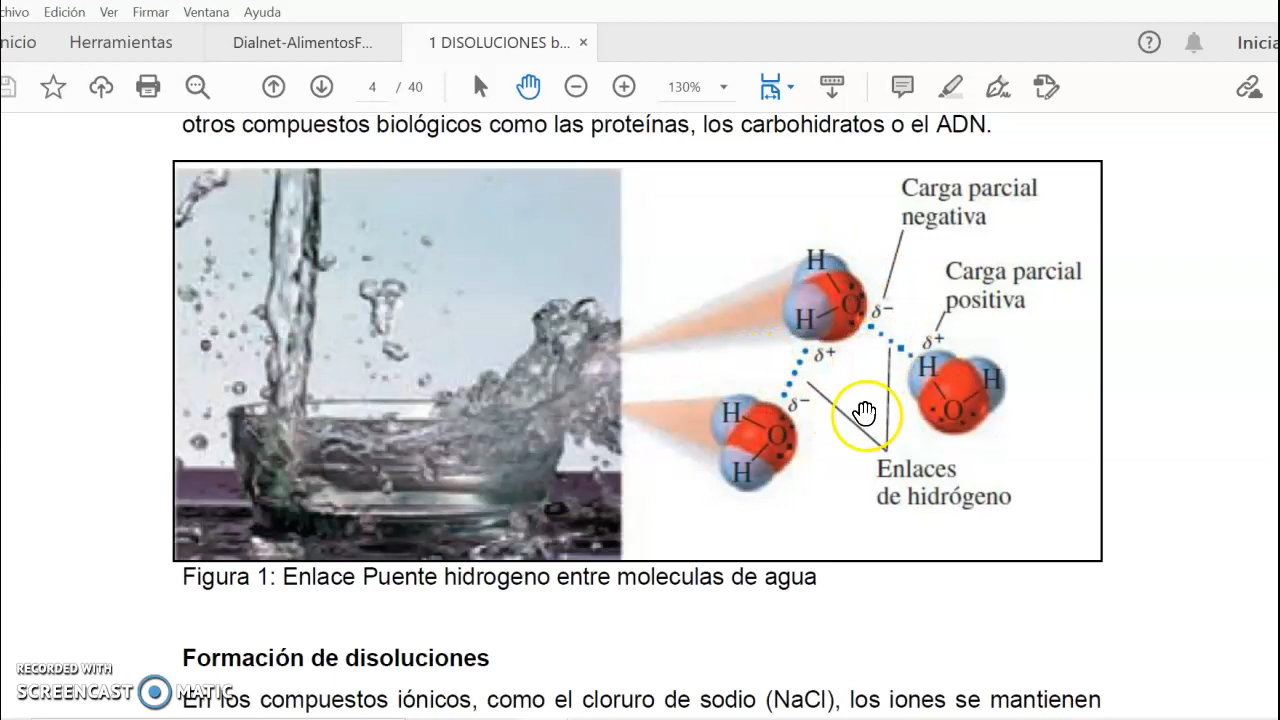 chivo Edición Ver Firmar Ventana Ayuda
nicio Herramientas Dialnet-AlimentosF... 1 DISOLUCIONES b... × ? Inicia
4 / 40 130%
otros compuestos biológicos como las proteínas, los carbohidratos o el ADN.
Carga parcial
negativa
Carga parcial
positiva
H
O
H
δ−
δ+
δ+
δ−
H
H
O
H
O
H
Enlaces
de hidrógeno
Figura 1: Enlace Puente hidrogeno entre moleculas de agua
Formación de disoluciones
En los compuestos iónicos, como el cloruro de sodio (NaCl), los iones se mantienen
RECORDED WITH
SCREENCAST MATIC